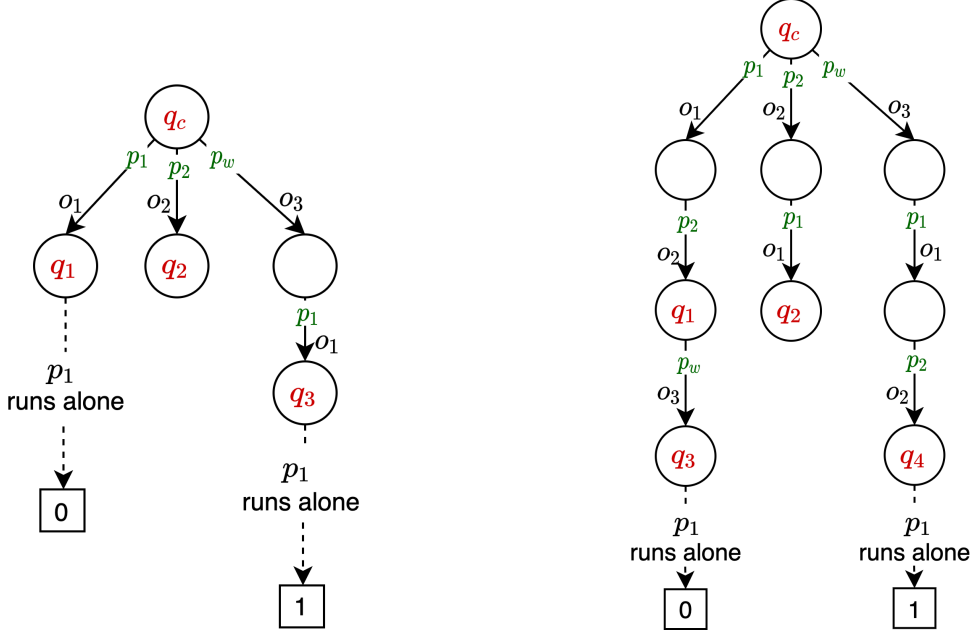 q_c
p_1 p_2 p_w
o_1 o_2 o_3
q_1 q_2
p_1
o_1
p_1
runs alone
q_3
p_1
runs alone
0
1
q_c
p_1 p_2 p_w
o_1 o_2 o_3
p_2 p_1 p_1
o_2 o_1 o_1
q_1 q_2
p_w p_2
o_3 o_2
q_3 q_4
p_1 p_1
runs alone runs alone
0 1